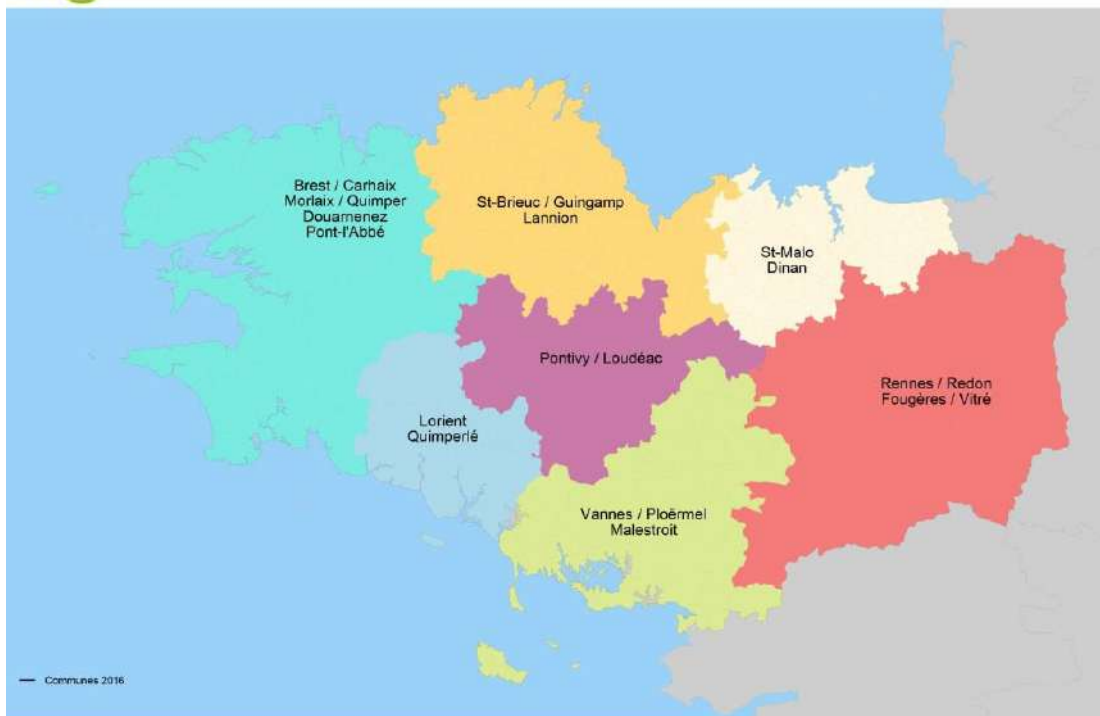 Brest / Carhaix
Morlaix / Quimper
Douarnenez
Pont-l'Abbé
St-Brieuc / Guingamp
Lannion
St-Malo
Dinan
Pontivy / Loudéac
Rennes / Redon
Fougères / Vitré
Lorient
Quimperlé
Vannes / Ploërmel
Malestroit
Communes 2016